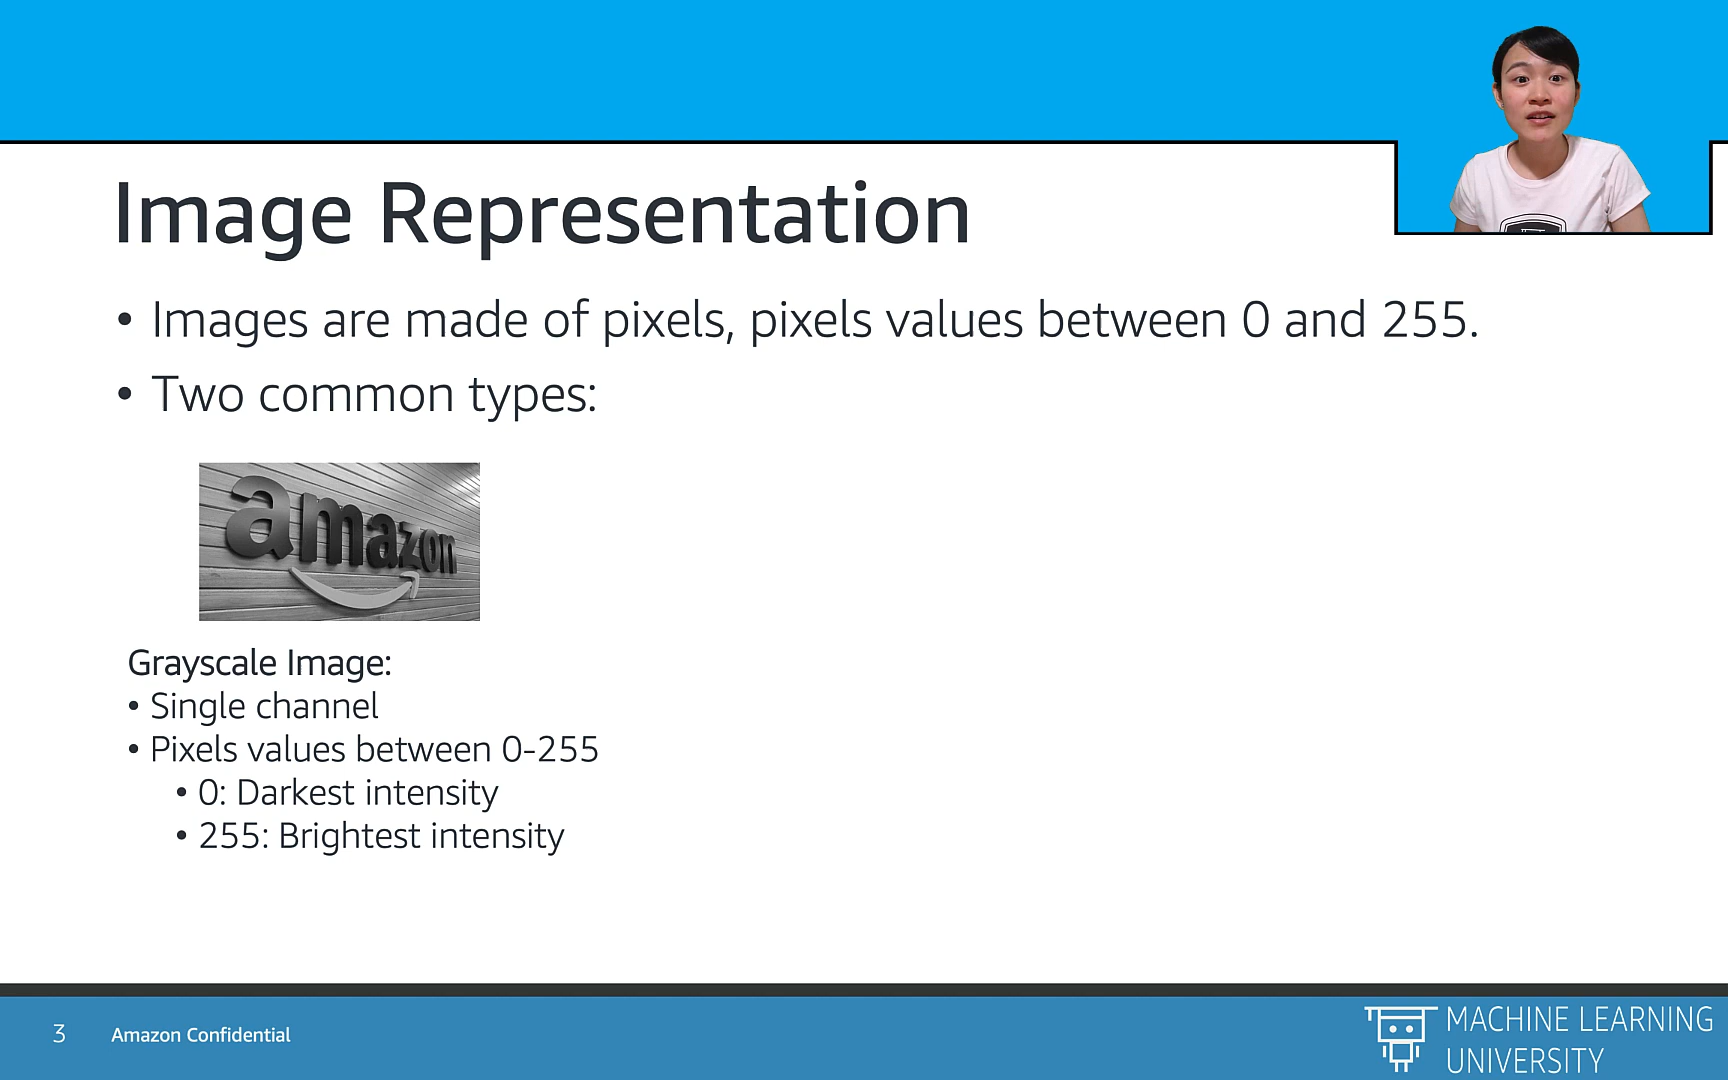 Image Representation
• Images are made of pixels, pixels values between 0 and 255.
• Two common types:
amazon
Grayscale Image:
• Single channel
• Pixels values between 0-255
• 0: Darkest intensity
• 255: Brightest intensity
3 Amazon Confidential
MACHINE LEARNING
UNIVERSITY